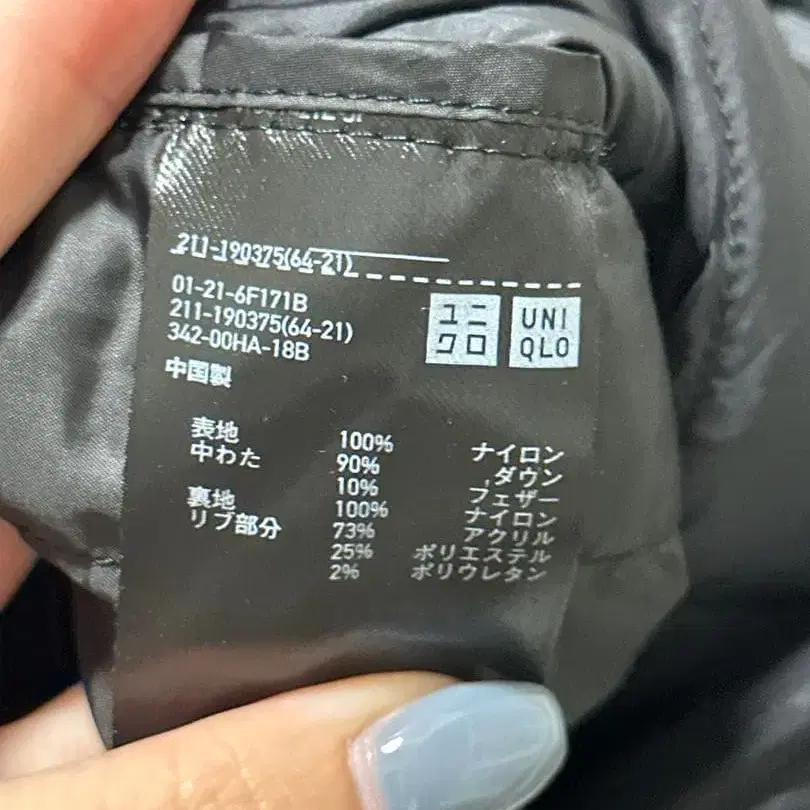 211-190375(64-21)
01-21-6F171B
211-190375(64-21)
342-00HA-18B
中国製
ユニ
クロ
UNI
QLO
表地 100% ナイロン
中わた 90% ダウン
10% フェザー
裏地 100% ナイロン
リブ部分 73% アクリル
25% ポリエステル
2% ポリウレタン